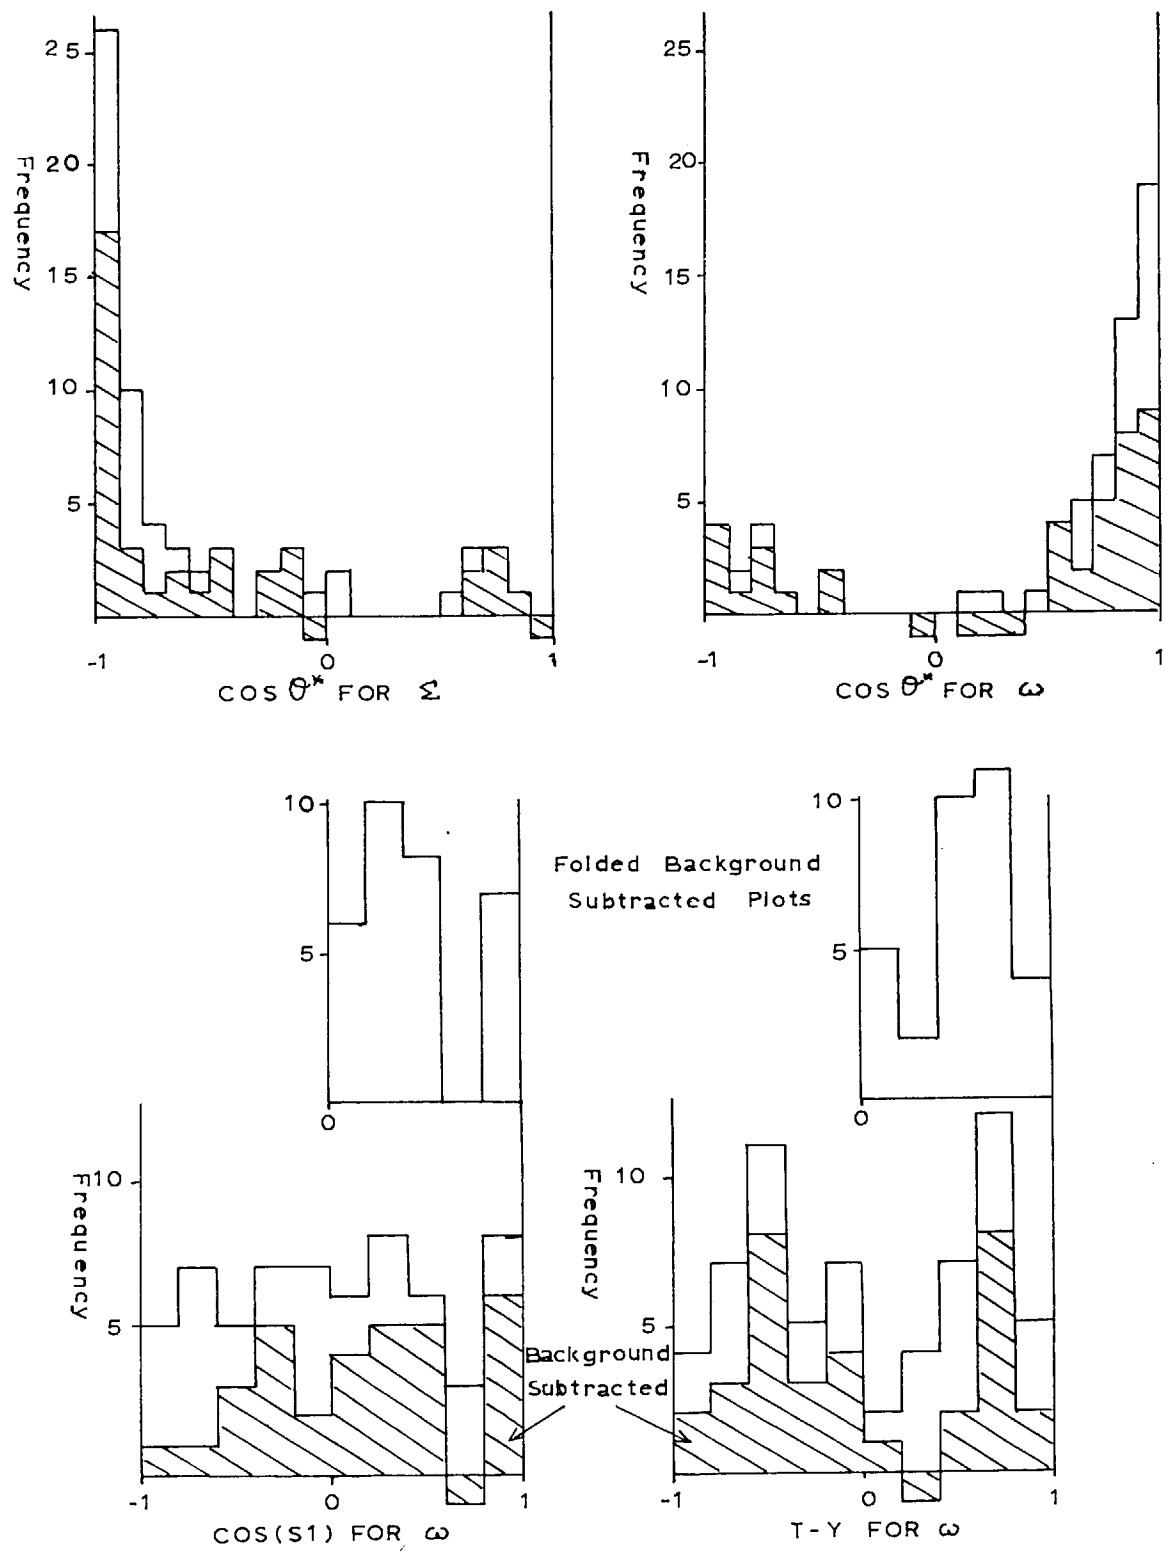 25
20
15
10
5
Frequency
-1 0 1
COS θ* FOR Σ
25
20
15
10
5
Frequency
-1 0 1
COS θ* FOR ω
10
5
0
Folded Background
Subtracted Plots
10
5
0
10
5
Frequency
-1 0 1
COS(S1) FOR ω
Background
Subtracted
10
5
Frequency
-1 0 1
T-Y FOR ω